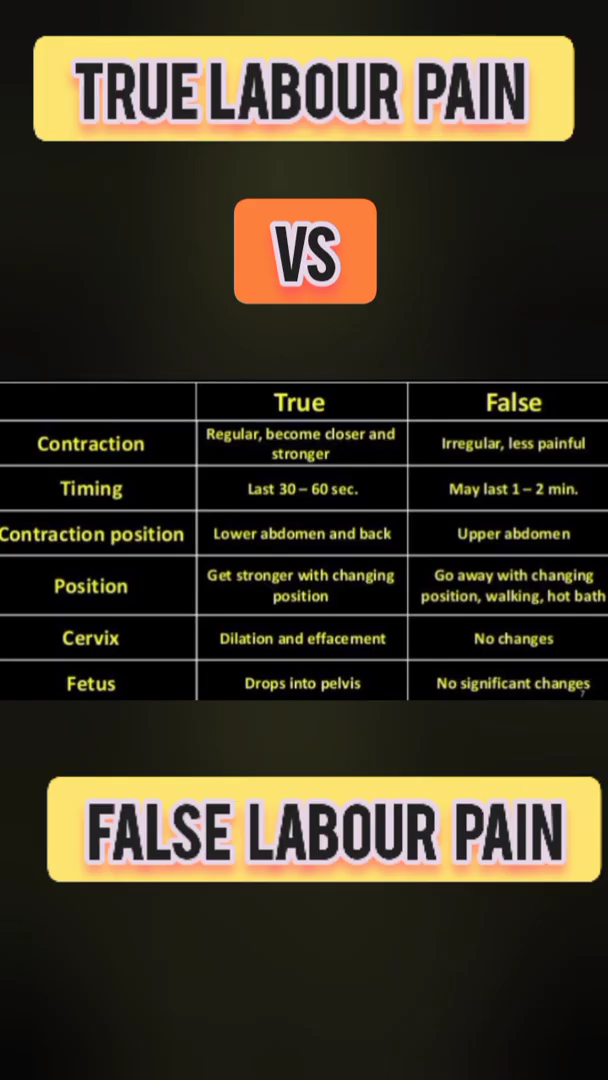 TRUE LABOUR PAIN
VS
True False
Contraction Regular, become closer and stronger Irregular, less painful
Timing Last 30 – 60 sec. May last 1 – 2 min.
Contraction position Lower abdomen and back Upper abdomen
Position Get stronger with changing position Go away with changing position, walking, hot bath
Cervix Dilation and effacement No changes
Fetus Drops into pelvis No significant changes
7
FALSE LABOUR PAIN